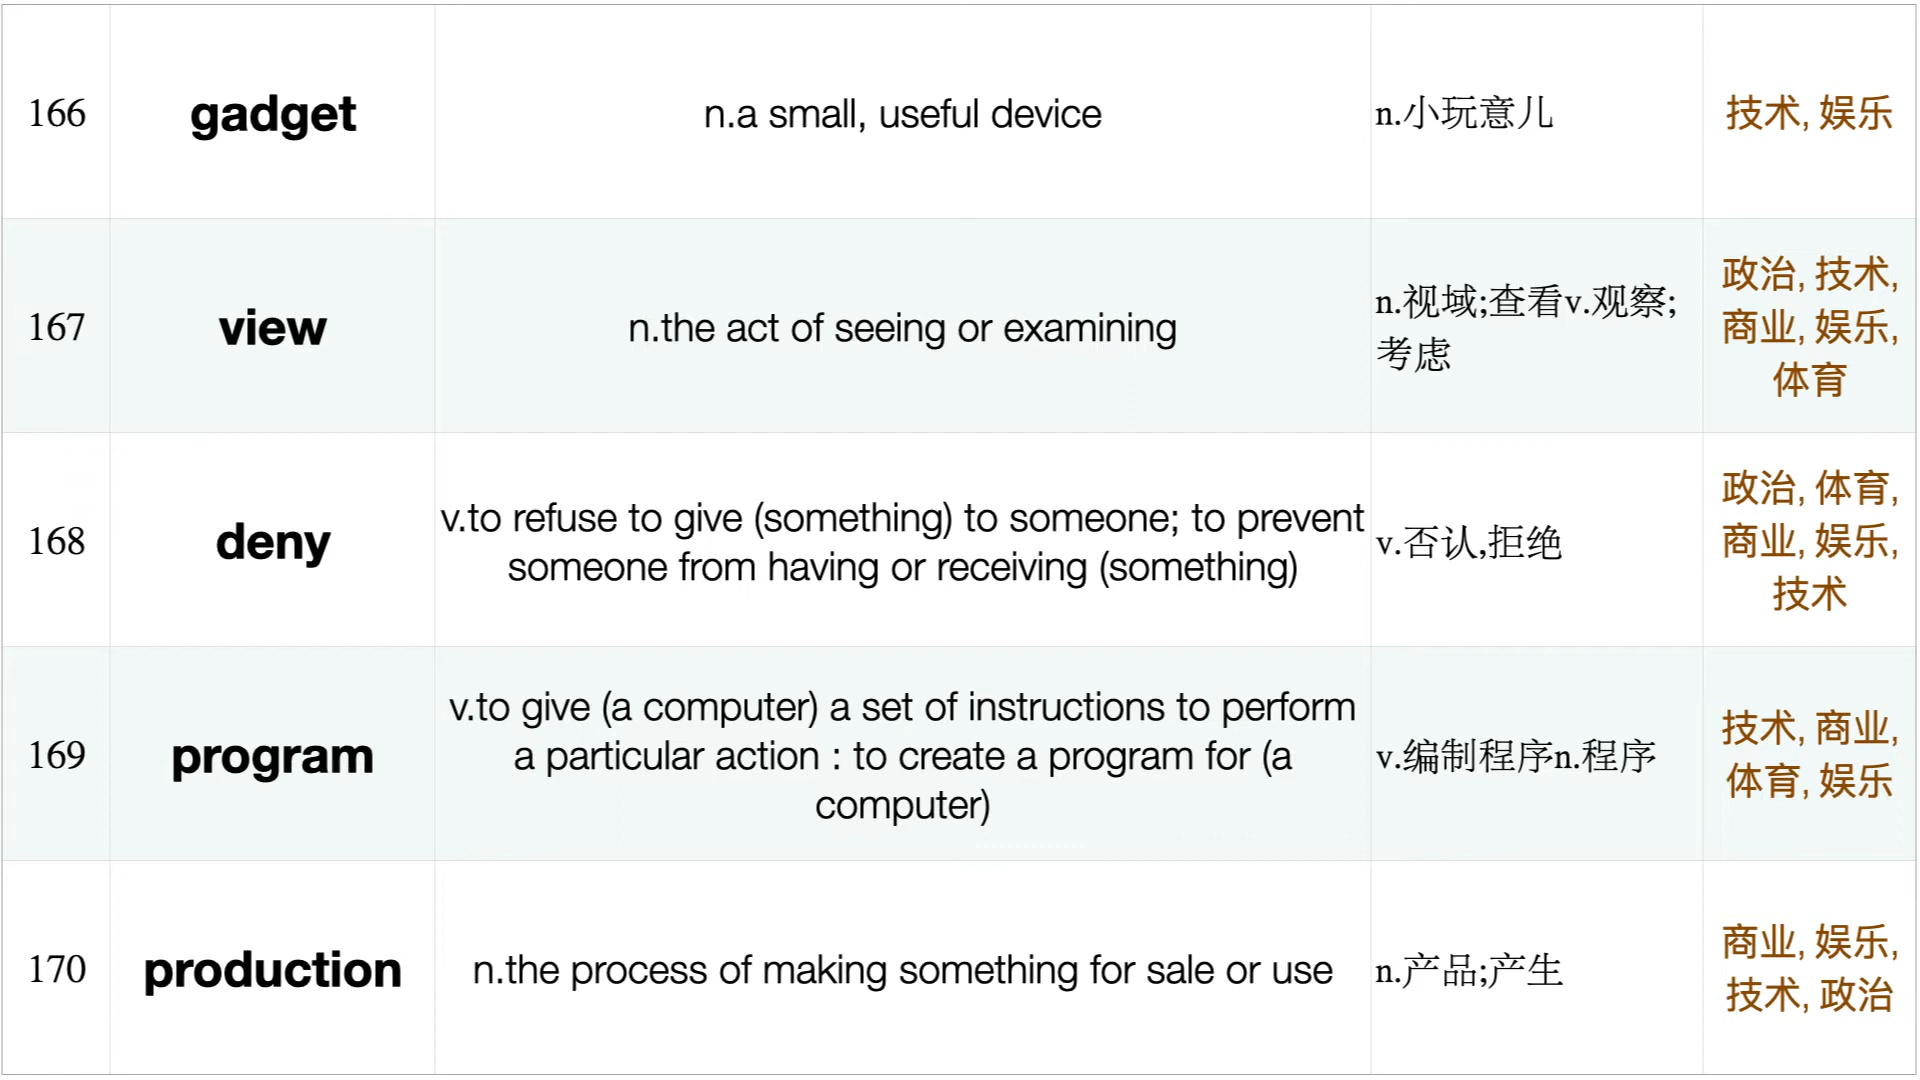 166
gadget
n.a small, useful device
n.小玩意儿
技术, 娱乐
167
view
n.the act of seeing or examining
n.视域;查看v.观察;
考虑
政治, 技术,
商业, 娱乐,
体育
168
deny
v.to refuse to give (something) to someone; to prevent
someone from having or receiving (something)
v.否认,拒绝
政治, 体育,
商业, 娱乐,
技术
169
program
v.to give (a computer) a set of instructions to perform
a particular action : to create a program for (a
computer)
v.编制程序n.程序
技术, 商业,
体育, 娱乐
170
production
n.the process of making something for sale or use
n.产品;产生
商业, 娱乐,
技术, 政治